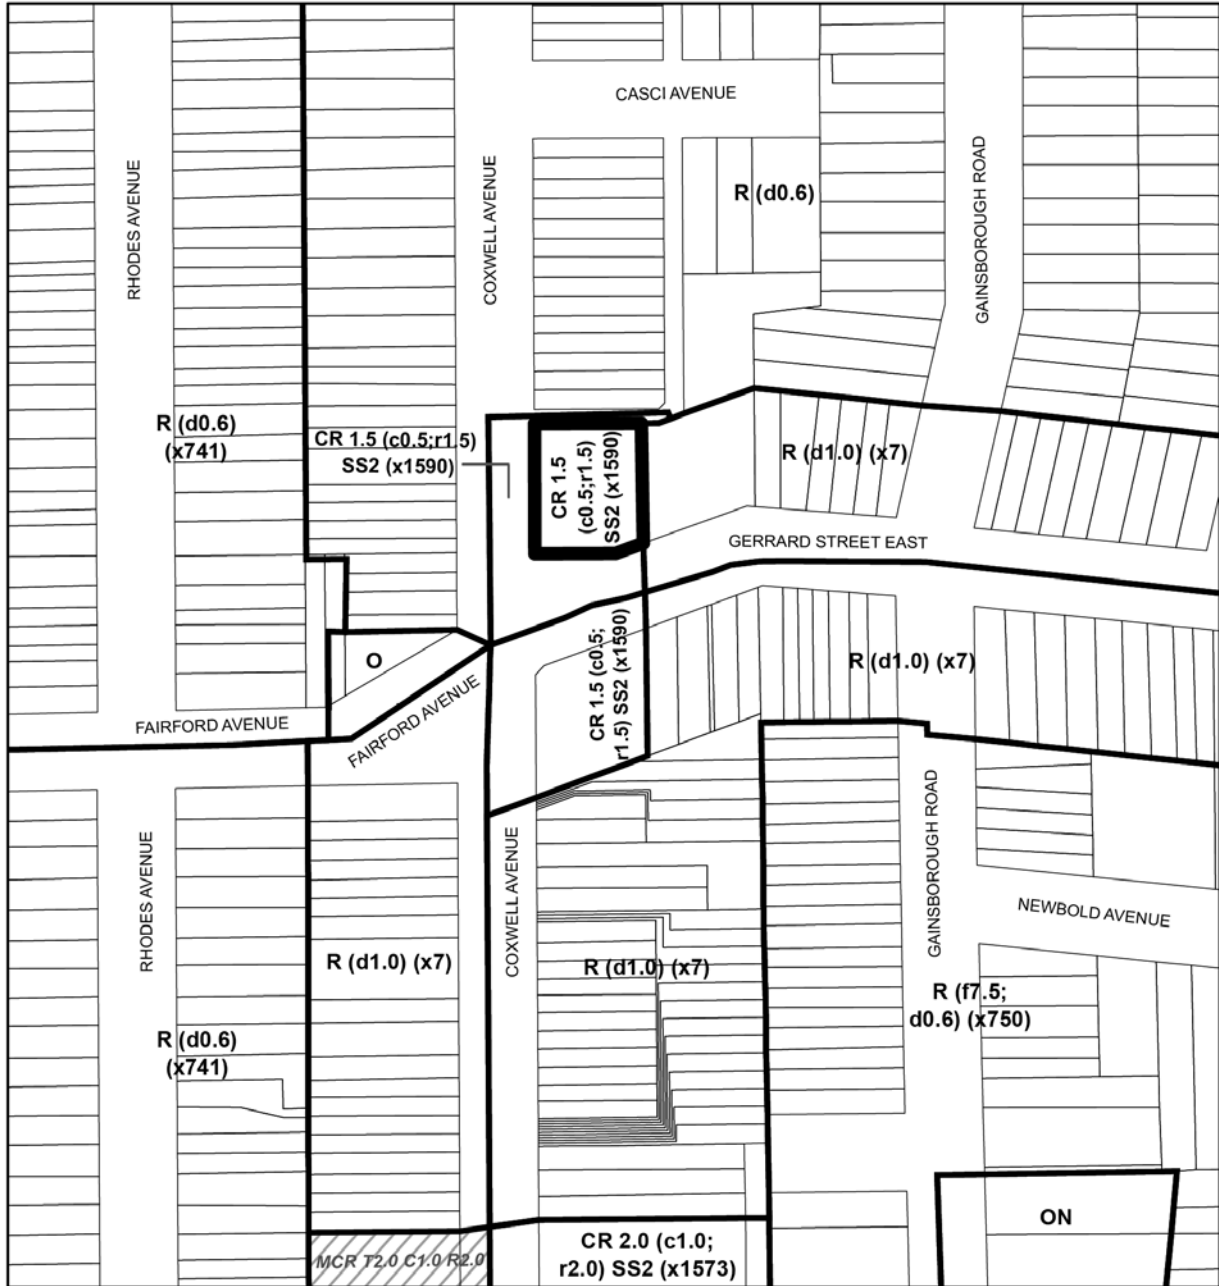 CASCI AVENUE
RHODES AVENUE
COXWELL AVENUE
GAINSBOROUGH ROAD
R (d0.6)
R (d0.6)
(x741)
CR 1.5 (c0.5;r1.5)
SS2 (x1590)
CR 1.5
(c0.5;r1.5)
SS2 (x1590)
R (d1.0) (x7)
GERRARD STREET EAST
O
CR 1.5 (c0.5;
r1.5) SS2 (x1590)
R (d1.0) (x7)
FAIRFORD AVENUE
FAIRFORD AVENUE
RHODES AVENUE
COXWELL AVENUE
GAINSBOROUGH ROAD
NEWBOLD AVENUE
R (d1.0) (x7)
R (d1.0) (x7)
R (f7.5;
d0.6) (x750)
R (d0.6)
(x741)
ON
MCR T2.0 C1.0 R2.0
CR 2.0 (c1.0;
r2.0) SS2 (x1573)